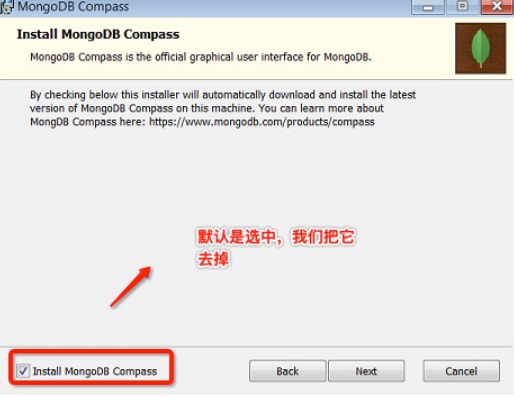 MongoDB Compass
Install MongoDB Compass
MongoDB Compass is the official graphical user interface for MongoDB.
By checking below this installer will automatically download and install the latest
version of MongoDB Compass on this machine. You can learn more about
MongDB Compass here: https://www.mongodb.com/products/compass
默认是选中，我们把它
去掉
Install MongoDB Compass
Back
Next
Cancel